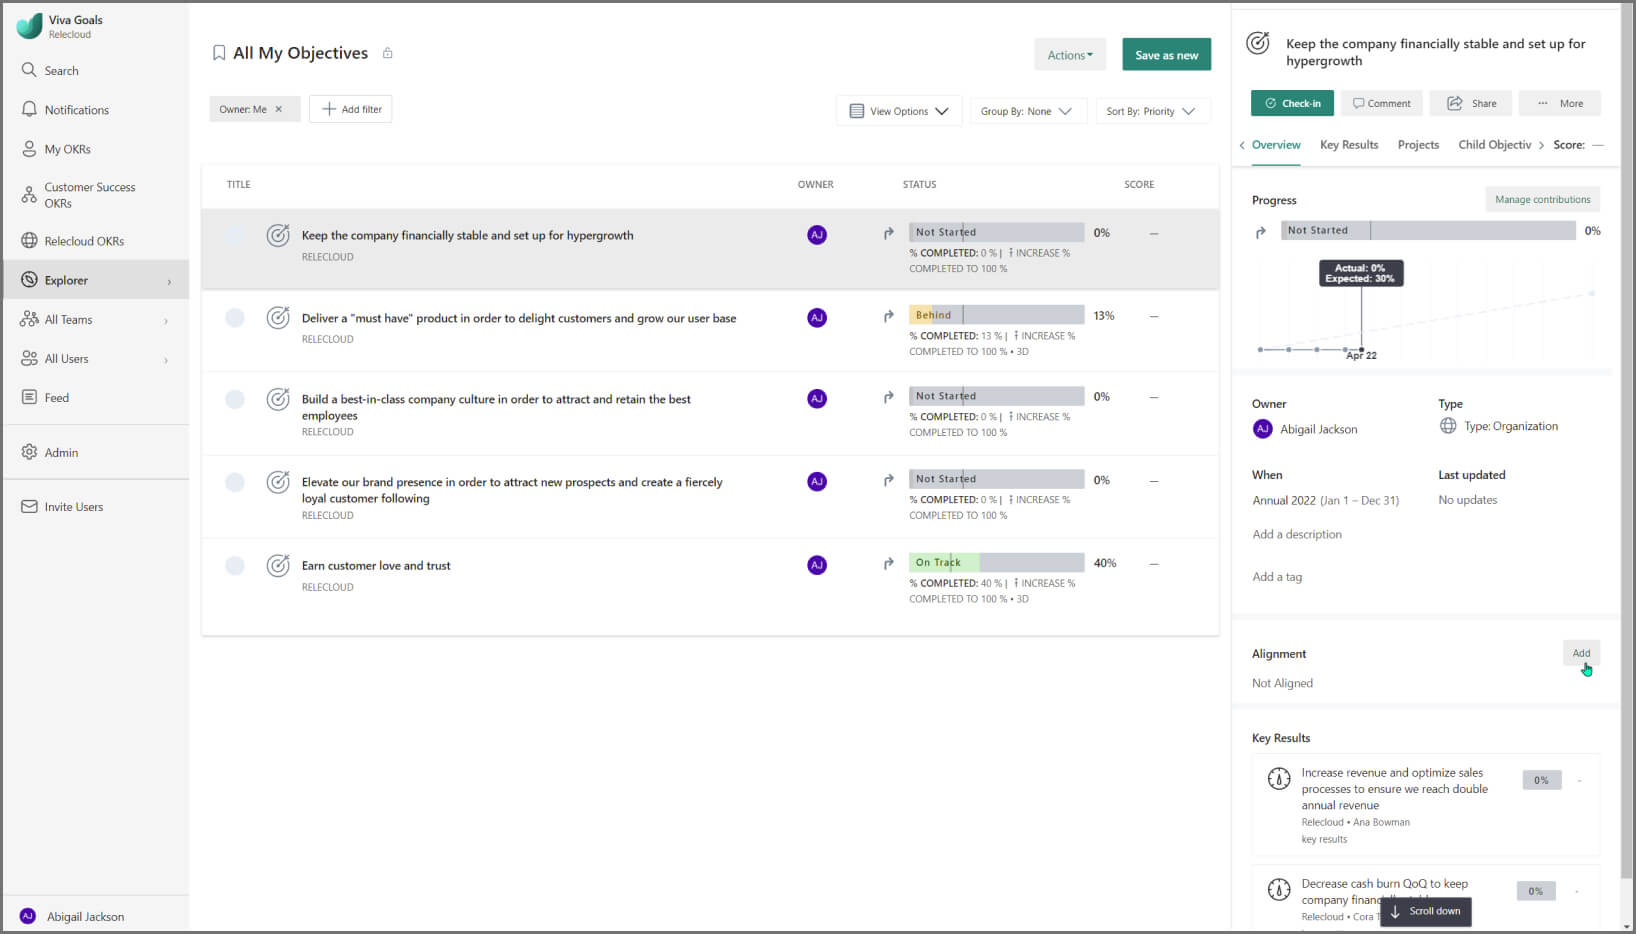 Viva Goals
Relecloud
Search
Notifications
My OKRs
Customer Success
OKRs
Relecloud OKRs
Explorer
All Teams
All Users
Feed
Admin
Invite Users
AJ Abigail Jackson
All My Objectives
Actions
Save as new
Owner: Me ×
Add filter
View Options
Group By: None
Sort By: Priority
TITLE OWNER STATUS SCORE
Keep the company financially stable and set up for hypergrowth
RELECLOUD
AJ
Not Started 0% —
% COMPLETED: 0 % | INCREASE %
COMPLETED TO 100 %
Deliver a "must have" product in order to delight customers and grow our user base
RELECLOUD
AJ
Behind 13% —
% COMPLETED: 13 % | INCREASE %
COMPLETED TO 100 % • 3D
Build a best-in-class company culture in order to attract and retain the best
employees
RELECLOUD
AJ
Not Started 0% —
% COMPLETED: 0 % | INCREASE %
COMPLETED TO 100 %
Elevate our brand presence in order to attract new prospects and create a fiercely
loyal customer following
RELECLOUD
AJ
Not Started 0% —
% COMPLETED: 0 % | INCREASE %
COMPLETED TO 100 %
Earn customer love and trust
RELECLOUD
AJ
On Track 40% —
% COMPLETED: 40 % | INCREASE %
COMPLETED TO 100 % • 3D
Keep the company financially stable and set up for
hypergrowth
Check-in
Comment
Share
··· More
Overview Key Results Projects Child Objectiv Score: —
Progress
Manage contributions
Not Started 0%
Actual: 0%
Expected: 30%
Apr 22
Owner
AJ Abigail Jackson
Type
Type: Organization
When
Annual 2022 (Jan 1 – Dec 31)
Last updated
No updates
Add a description
Add a tag
Alignment
Add
Not Aligned
Key Results
Increase revenue and optimize sales
processes to ensure we reach double
annual revenue
Relecloud • Ana Bowman
key results
0% -
Decrease cash burn QoQ to keep
company
Relecloud • Cora
0% -
Scroll down